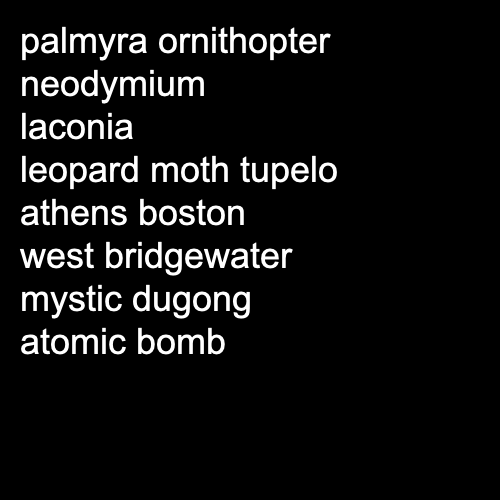 palmyra ornithopter
neodymium
laconia
leopard moth tupelo
athens boston
west bridgewater
mystic dugong
atomic bomb